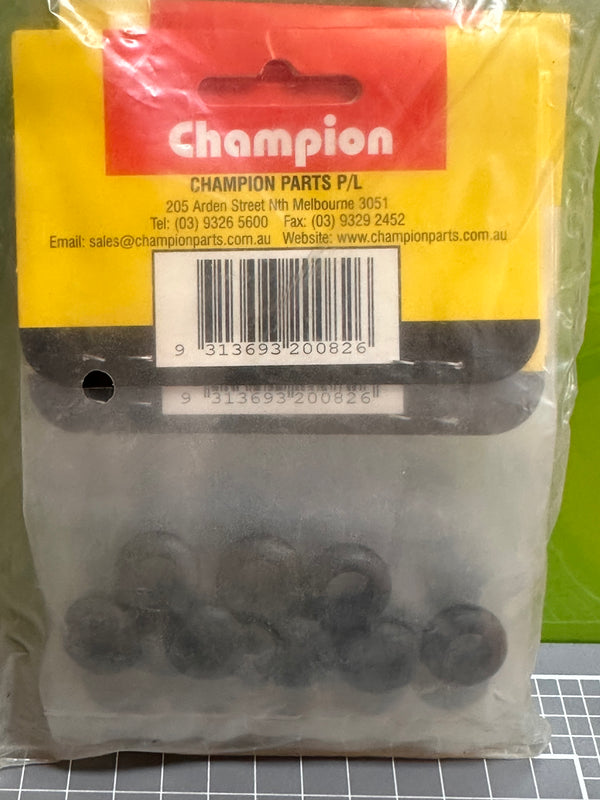 Champion
CHAMPION PARTS P/L
205 Arden Street Nth Melbourne 3051
Tel: (03) 9326 5600 Fax: (03) 9329 2452
Email: sales@championparts.com.au Website: www.championparts.com.au
9 313693 200826
9 313693 200826